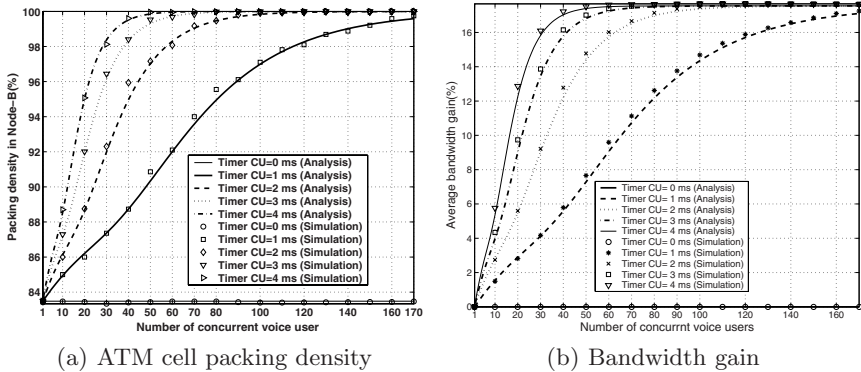 100
98
96
94
92
90
88
86
84
Packing density in Node-B(%)
Timer CU=0 ms (Analysis)
Timer CU=1 ms (Analysis)
Timer CU=2 ms (Analysis)
Timer CU=3 ms (Analysis)
Timer CU=4 ms (Analysis)
Timer CU=0 ms (Simulation)
Timer CU=1 ms (Simulation)
Timer CU=2 ms (Simulation)
Timer CU=3 ms (Simulation)
Timer CU=4 ms (Simulation)
1 10 20 30 40 50 60 70 80 90 100 110 120 130 140 150 160 170
Number of concurrent voice user
(a) ATM cell packing density
16
14
12
10
8
6
4
2
0
Average bandwidth gain(%)
Timer CU= 0 ms (Analysis)
Timer CU= 1 ms (Analysis)
Timer CU= 2 ms (Analysis)
Timer CU= 3 ms (Analysis)
Timer CU= 4 ms (Analysis)
Timer CU= 0 ms (Simulation)
Timer CU= 1 ms (Simulation)
Timer CU= 2 ms (Simulation)
Timer CU= 3 ms (Simulation)
Timer CU= 4 ms (Simulation)
1 10 20 30 40 50 60 70 80 90 100 110 120 140 150 160 170
Number of concurrnt voice users
(b) Bandwidth gain